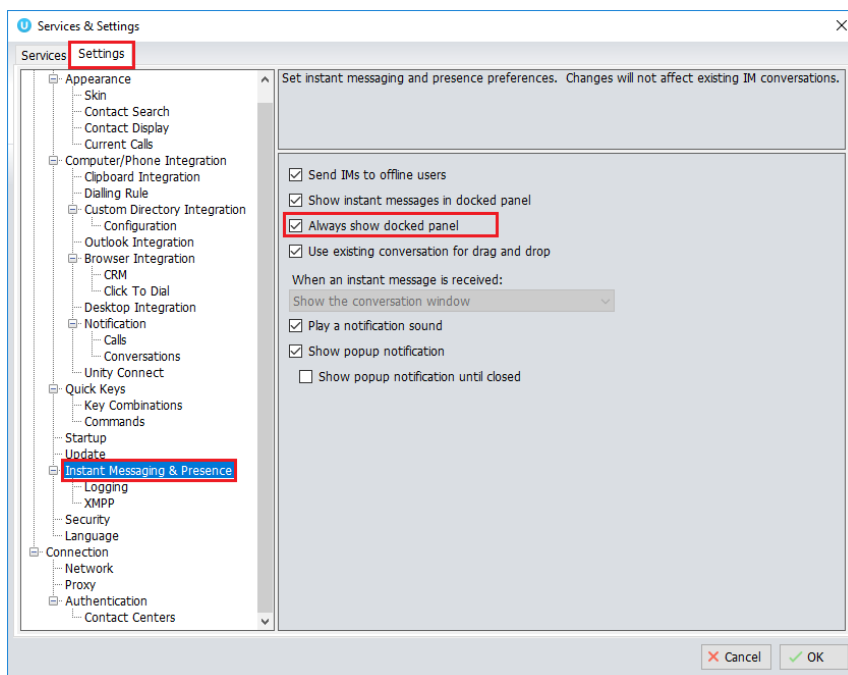 Services & Settings
Services
Settings
Appearance
Skin
Contact Search
Contact Display
Current Calls
Computer/Phone Integration
Clipboard Integration
Dialling Rule
Custom Directory Integration
Configuration
Outlook Integration
Browser Integration
CRM
Click To Dial
Desktop Integration
Notification
Calls
Conversations
Unity Connect
Quick Keys
Key Combinations
Commands
Startup
Update
Instant Messaging & Presence
Logging
XMPP
Security
Language
Connection
Network
Proxy
Authentication
Contact Centers
Set instant messaging and presence preferences. Changes will not affect existing IM conversations.
Send IMs to offline users
Show instant messages in docked panel
Always show docked panel
Use existing conversation for drag and drop
When an instant message is received:
Show the conversation window
Play a notification sound
Show popup notification
Show popup notification until closed
Cancel
OK